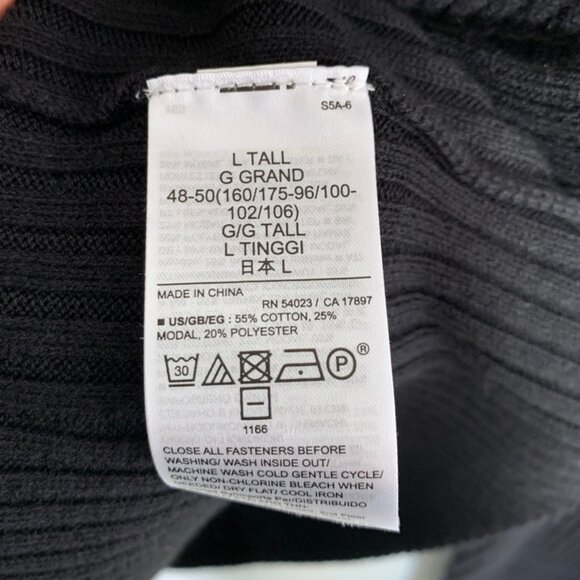 S5A-6
L TALL
G GRAND
48-50(160/175-96/100-
102/106)
G/G TALL
L TINGGI
日本 L
MADE IN CHINA
RN 54023 / CA 17897
■ US/GB/EG : 55% COTTON, 25%
MODAL, 20% POLYESTER
30
P®
1166
CLOSE ALL FASTENERS BEFORE
WASHING/ WASH INSIDE OUT/
MACHINE WASH COLD GENTLE CYCLE/
ONLY NON-CHLORINE BLEACH WHEN
NEEDED/ DRY FLAT/ COOL IRON